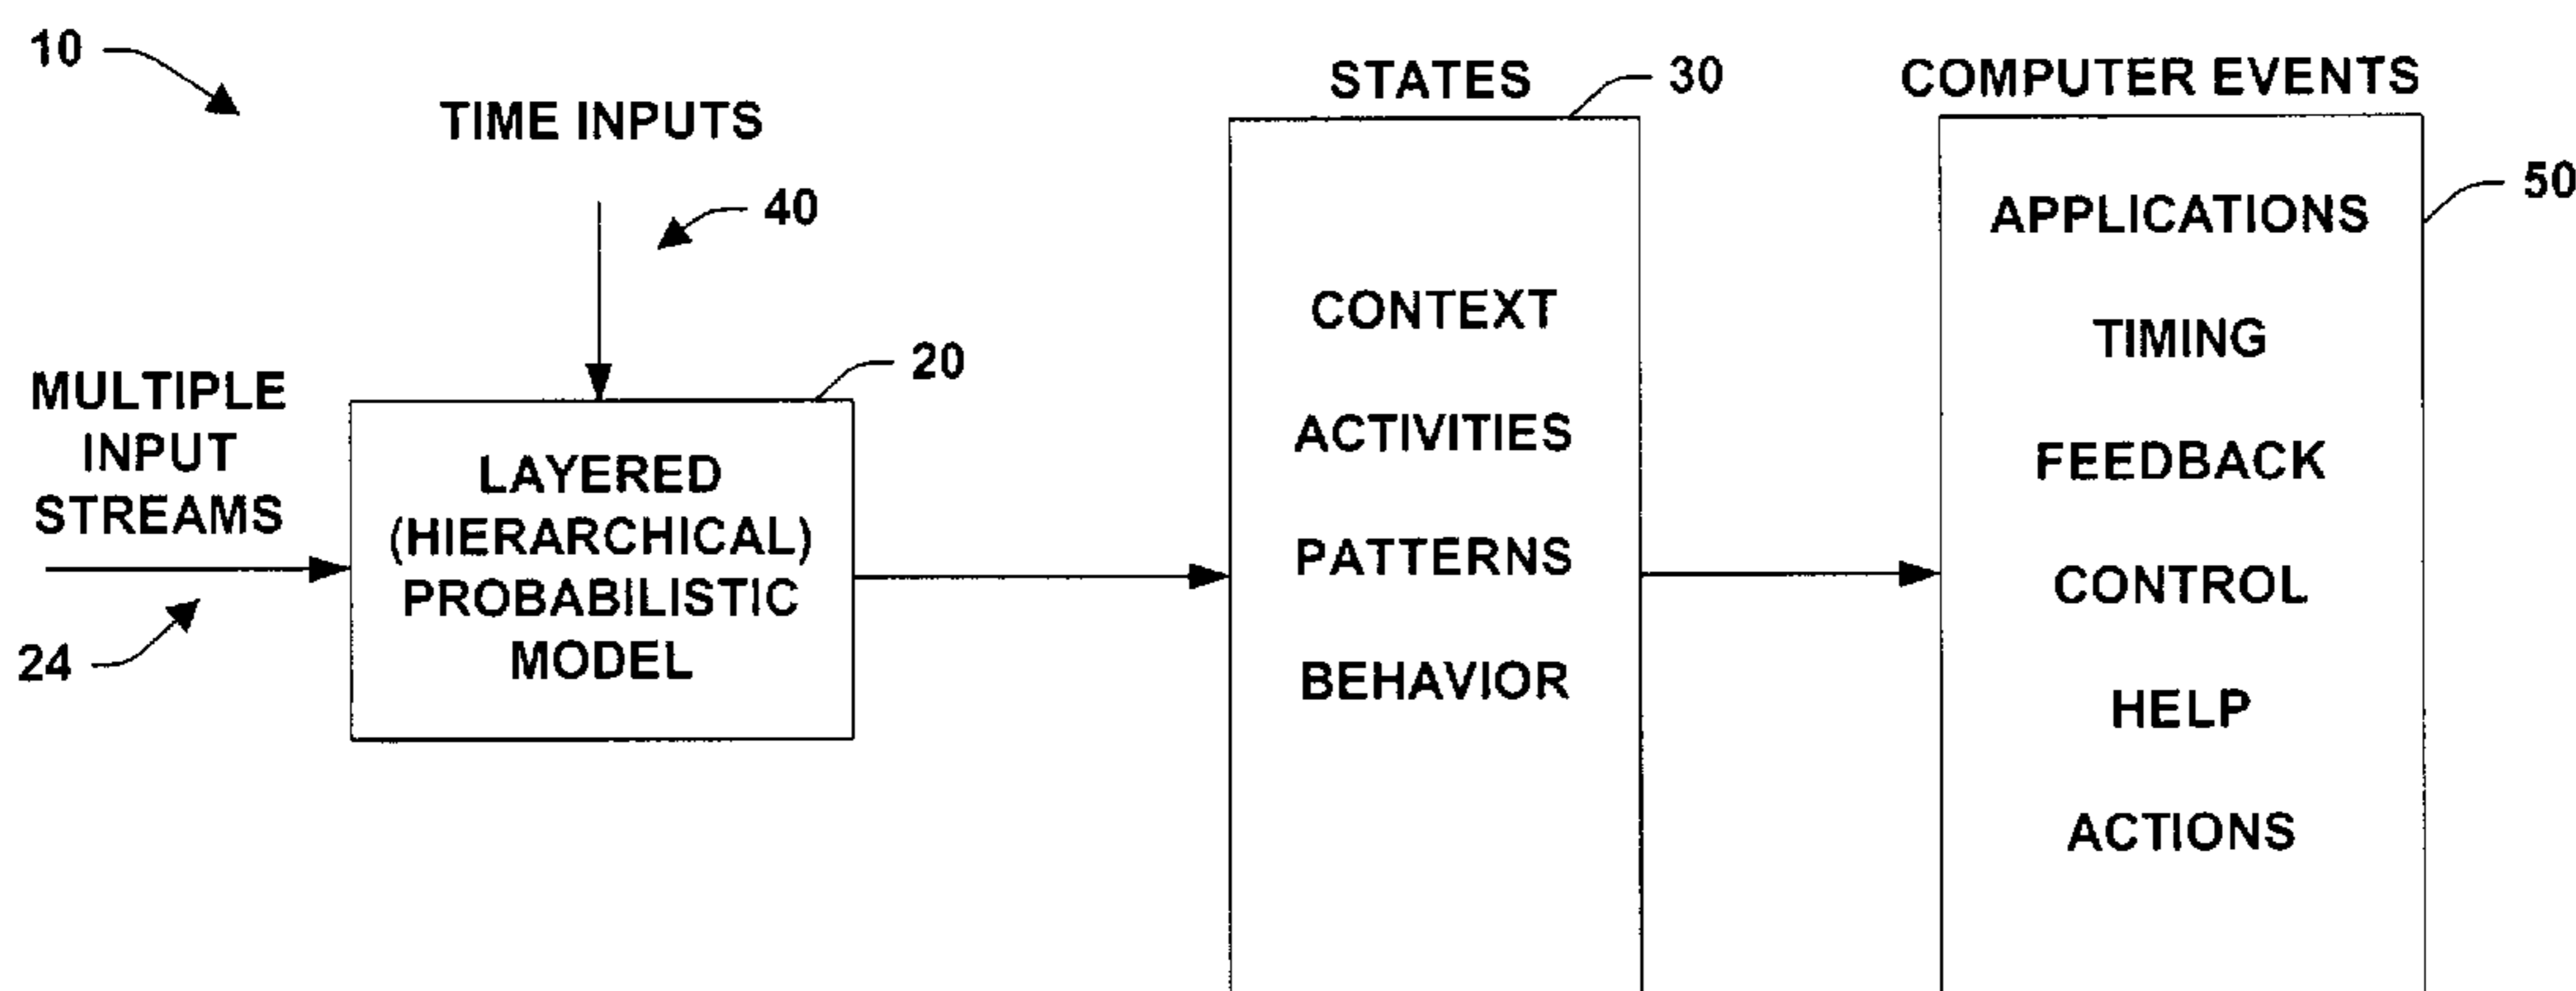 10
TIME INPUTS
40
MULTIPLE
INPUT
STREAMS
24
20
LAYERED
(HIERARCHICAL)
PROBABILISTIC
MODEL
STATES
30
CONTEXT
ACTIVITIES
PATTERNS
BEHAVIOR
COMPUTER EVENTS
50
APPLICATIONS
TIMING
FEEDBACK
CONTROL
HELP
ACTIONS